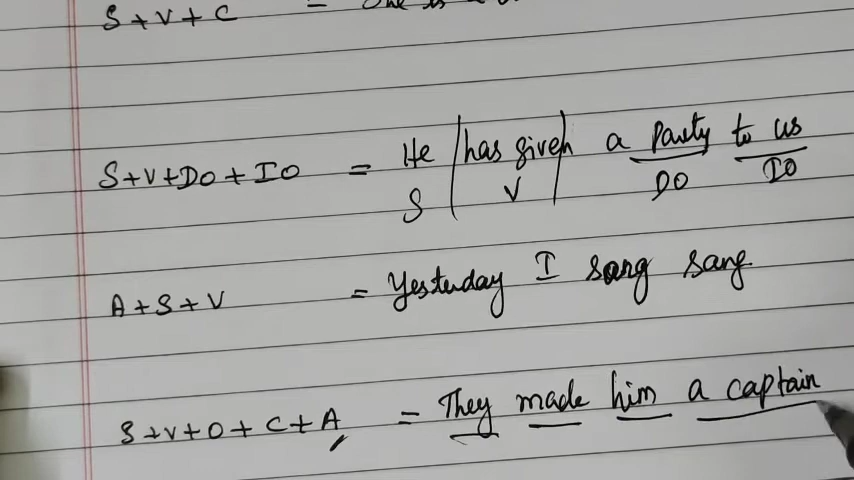 S+V+C =
S+V+DO+IO = He | has given | a Party to us
S V DO IO
A+S+V = Yesterday I song sang
S+V+O+C+A = They made him a captain